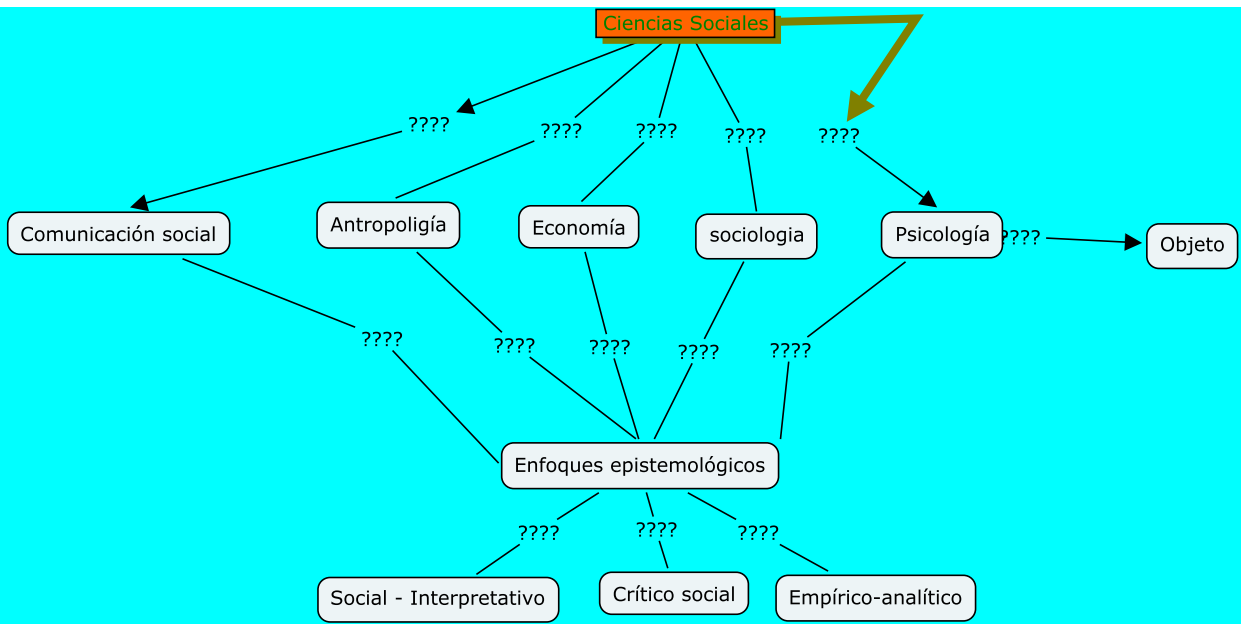 Ciencias Sociales
????
????
????
????
????
Comunicación social
Antropoligía
Economía
sociologia
Psicología
????
Objeto
????
????
????
????
????
Enfoques epistemológicos
????
????
????
Social - Interpretativo
Crítico social
Empírico-analítico